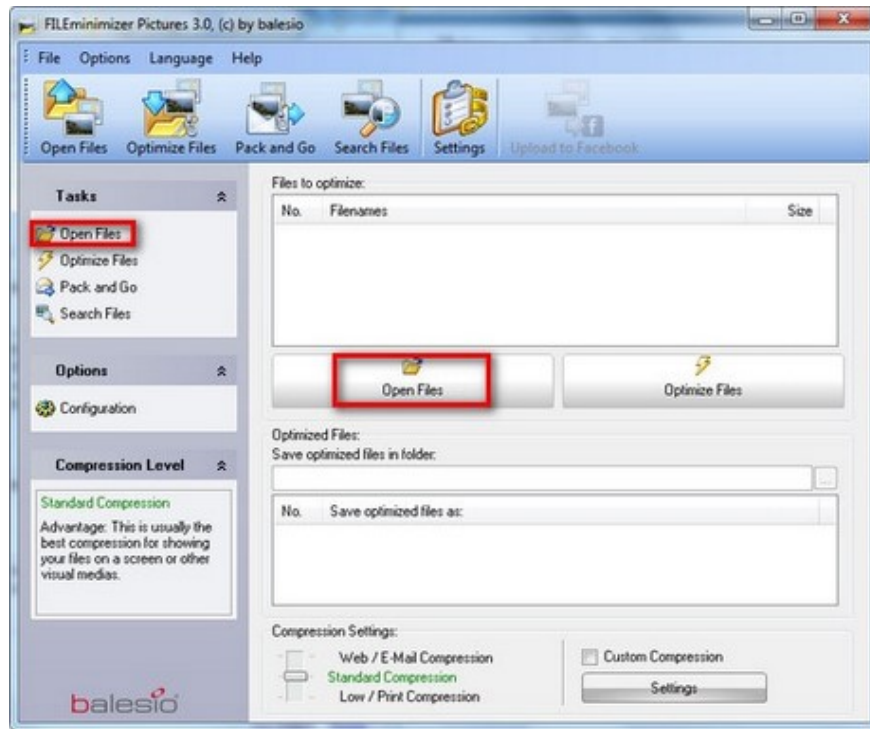 FILEminimizer Pictures 3.0, (c) by balesio
File Options Language Help
Open Files Optimize Files Pack and Go Search Files Settings Upload to Facebook
Tasks
Open Files
Optimize Files
Pack and Go
Search Files
Options
Configuration
Compression Level
Standard Compression
Advantage: This is usually the
best compression for showing
your files on a screen or other
visual medias.
balesio
Files to optimize:
No. Filenames Size
Open Files Optimize Files
Optimized Files:
Save optimized files in folder:
...
No. Save optimized files as:
Compression Settings:
Web / E-Mail Compression
Standard Compression
Low / Print Compression
Custom Compression
Settings